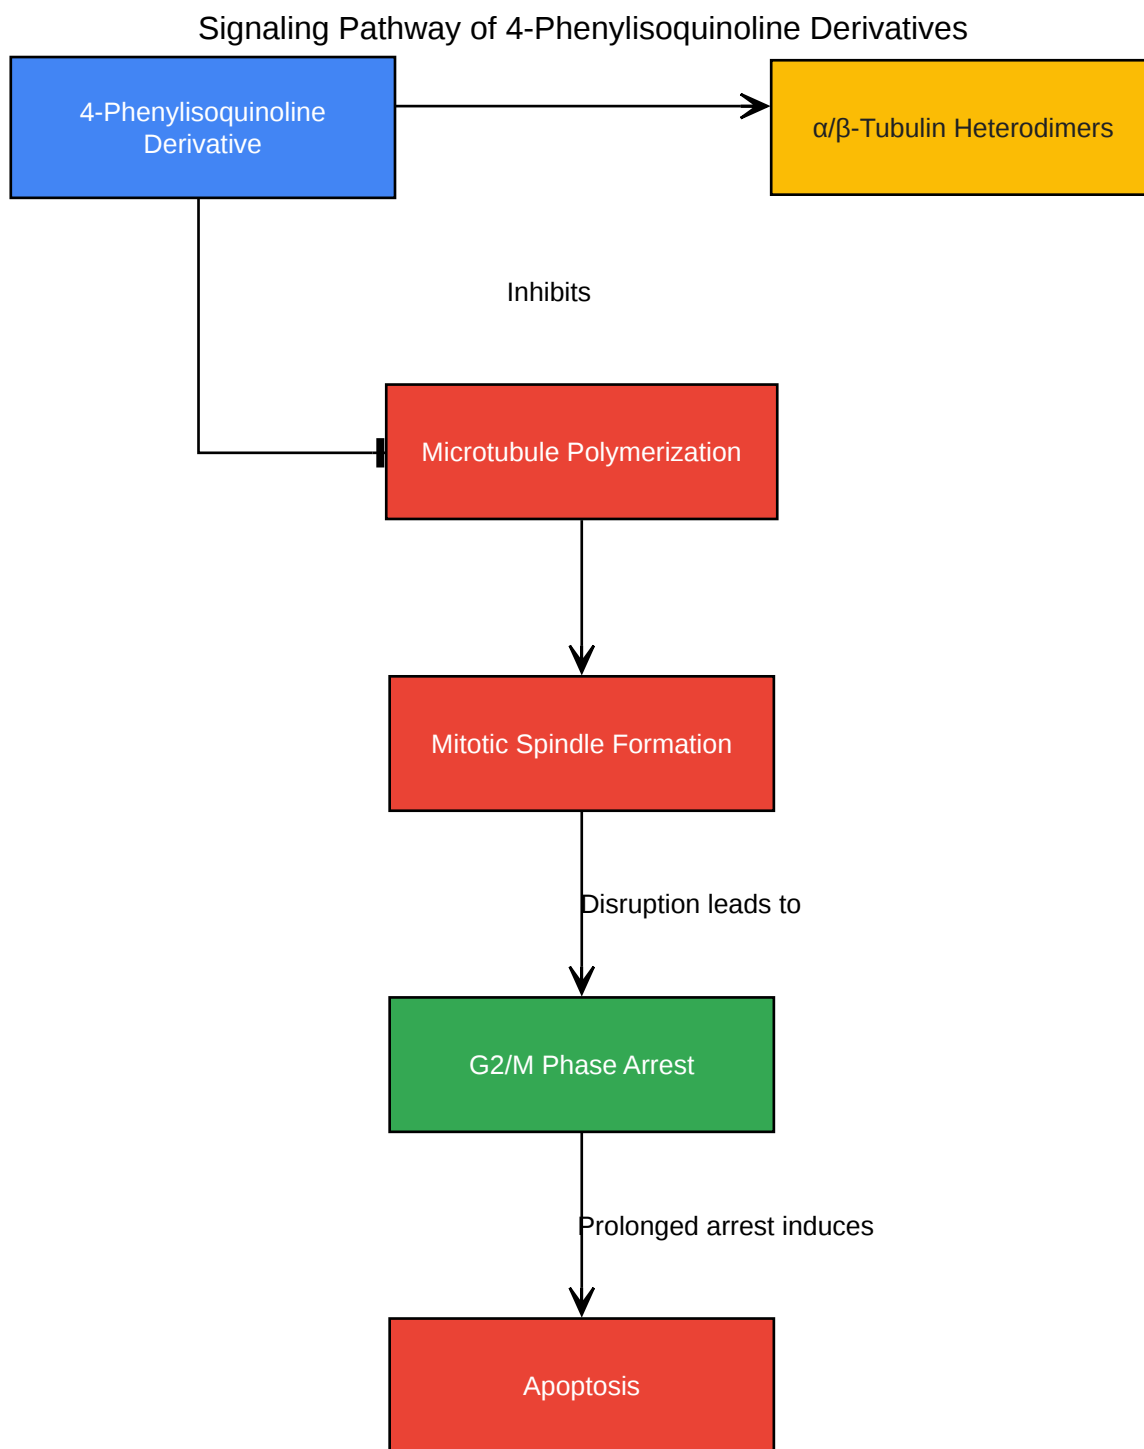 Signaling Pathway of 4-Phenylisoquinoline Derivatives
4-Phenylisoquinoline
Derivative
α/β-Tubulin Heterodimers
Inhibits
Microtubule Polymerization
Mitotic Spindle Formation
Disruption leads to
G2/M Phase Arrest
Prolonged arrest induces
Apoptosis